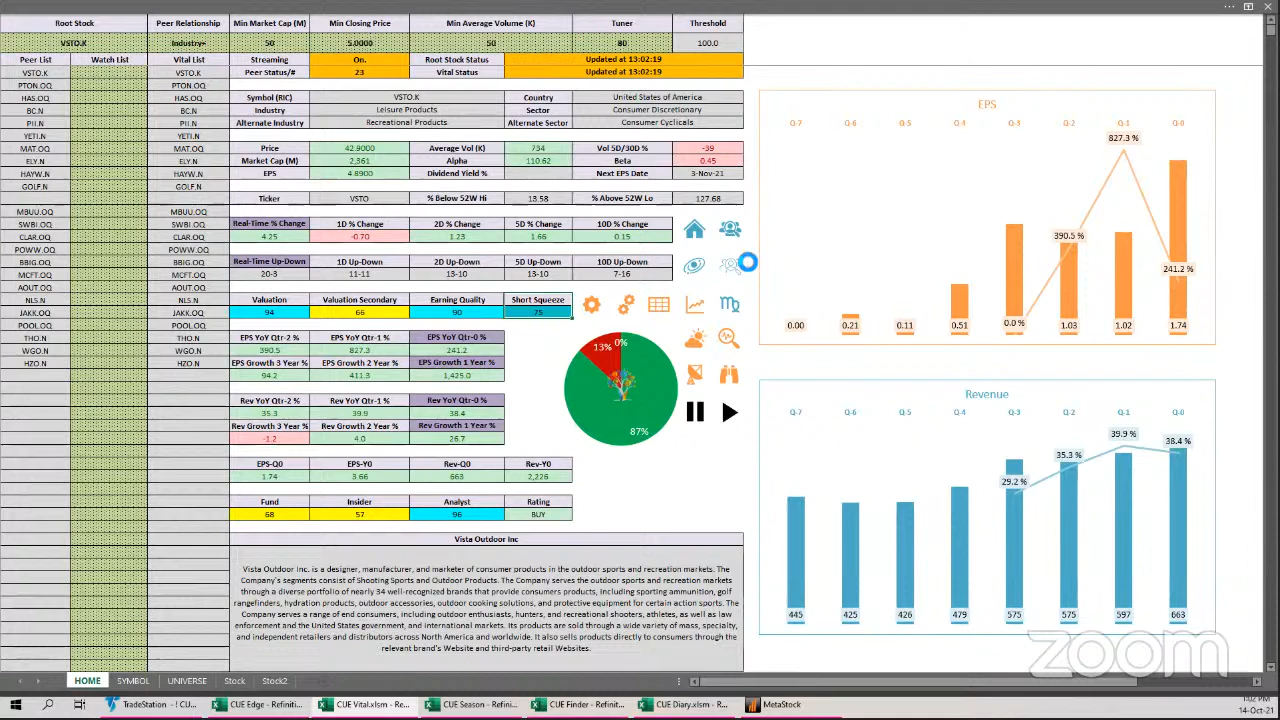 Root Stock Peer Relationship Min Market Cap (M) Min Closing Price Min Average Volume (K) Tuner Threshold
VSTO.K Industry+ 50 5.0000 50 80 100.0
Peer List Watch List Vital List Streaming On. Root Stock Status Updated at 13:02:19
VSTO.K VSTO.K Peer Status/# 23 Vital Status Updated at 13:02:19
PTON.OQ PTON.OQ
HAS.OQ HAS.OQ Symbol (RIC) VSTO.K Country United States of America
BC.N BC.N Industry Leisure Products Sector Consumer Discretionary
PII.N PII.N Alternate Industry Recreational Products Alternate Sector Consumer Cyclicals
YETI.N YETI.N
MAT.OQ MAT.OQ Price 42.9000 Average Vol (K) 734 Vol 5D/30D % -39
ELY.N ELY.N Market Cap (M) 2,361 Alpha 110.62 Beta 0.45
HAYW.N HAYW.N EPS 4.8900 Dividend Yield % Next EPS Date 3-Nov-21
GOLF.N GOLF.N
Ticker VSTO % Below 52W Hi 13.58 % Above 52W Lo 127.68
MBUU.OQ MBUU.OQ
SWBI.OQ SWBI.OQ Real-Time % Change 1D % Change 2D % Change 5D % Change 10D % Change
CLAR.OQ CLAR.OQ 4.25 -0.70 1.23 1.66 0.15
POWW.OQ POWW.OQ
BBIG.OQ BBIG.OQ Real-Time Up-Down 1D Up-Down 2D Up-Down 5D Up-Down 10D Up-Down
MCFT.OQ MCFT.OQ 20-3 11-11 13-10 13-10 7-16
AOUT.OQ AOUT.OQ
NLS.N NLS.N Valuation Valuation Secondary Earning Quality Short Squeeze
JAKK.OQ JAKK.OQ 94 66 90 75
POOL.OQ POOL.OQ
THO.N THO.N EPS YoY Qtr-2 % EPS YoY Qtr-1 % EPS YoY Qtr-0 %
WGO.N WGO.N 390.5 827.3 241.2
HZO.N HZO.N EPS Growth 3 Year % EPS Growth 2 Year % EPS Growth 1 Year %
94.2 411.3 1,425.0
Rev YoY Qtr-2 % Rev YoY Qtr-1 % Rev YoY Qtr-0 %
35.3 39.9 38.4
Rev Growth 3 Year % Rev Growth 2 Year % Rev Growth 1 Year %
-1.2 4.0 26.7
EPS-Q0 EPS-Y0 Rev-Q0 Rev-Y0
1.74 3.66 663 2,226
Fund Insider Analyst Rating
68 57 96 BUY
13% 0%
87%
Vista Outdoor Inc
Vista Outdoor Inc. is a designer, manufacturer, and marketer of consumer products in the outdoor sports and recreation markets. The
Company's segments consist of Shooting Sports and Outdoor Products. The Company serves the outdoor sports and recreation markets
through a diverse portfolio of nearly 34 well-recognized brands that provide consumers products, including sporting ammunition, golf
rangefinders, hydration products, outdoor accessories, outdoor cooking solutions, and protective equipment for certain action sports. The
Company serves a range of end consumers, including outdoor enthusiasts, hunters, and recreational shooters, athletes, as well as law
enforcement and the United States government, and international markets. Its products are sold through a wide variety of mass, specialty,
and independent retailers and distributors across North America and worldwide. It also sells products directly to consumers through the
relevant brand's Website and third-party retail Websites.
EPS
Q-7 Q-6 Q-5 Q-4 Q-3 Q-2 Q-1 Q-0
827.3 %
390.5 %
241.2 %
0.0 %
0.00 0.21 0.11 0.51 1.03 1.02 1.74
Revenue
Q-7 Q-6 Q-5 Q-4 Q-3 Q-2 Q-1 Q-0
29.2 % 35.3 % 39.9 % 38.4 %
445 425 426 479 575 575 597 663
zoom
HOME SYMBOL UNIVERSE Stock Stock2
TradeStation - ! CU... CUE Edge - Refiniti... CUE Vital.xlsm - Re... CUE Season - Refini... CUE Finder - Refinit... CUE Diary.xlsm - Re... MetaStock
1:02 PM
14-Oct-21